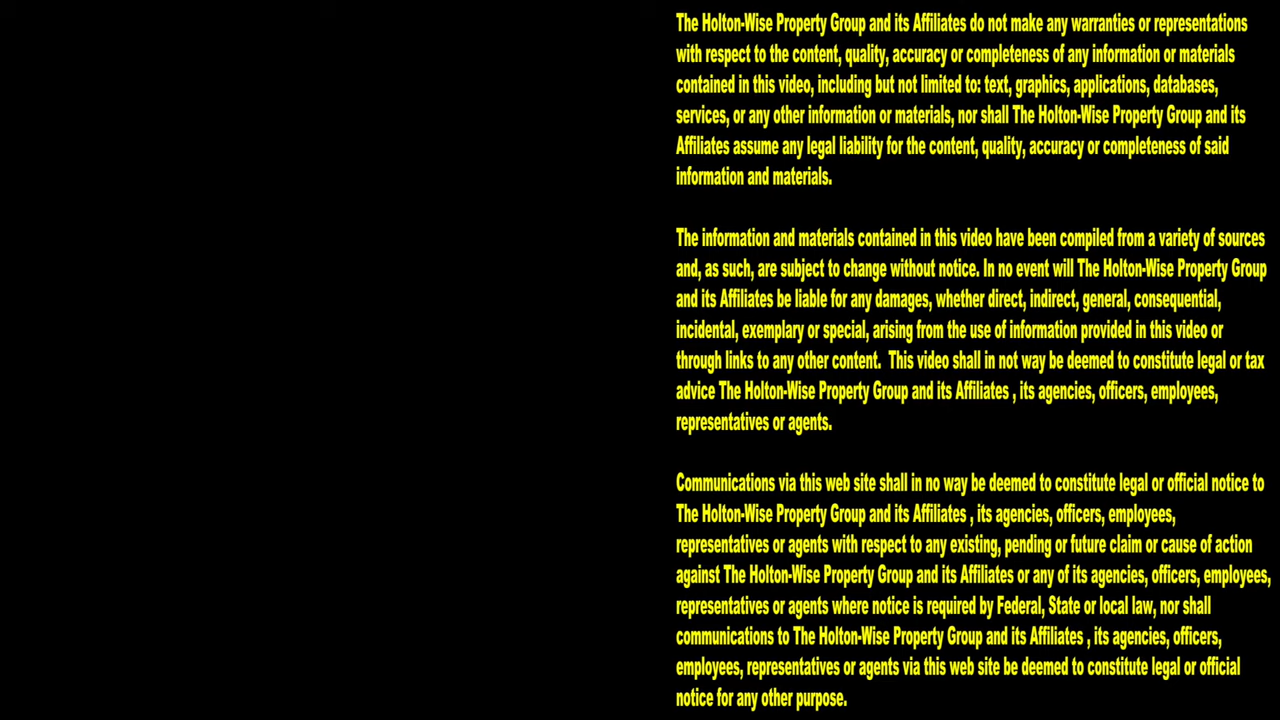 The Holton-Wise Property Group and its Affiliates do not make any warranties or representations
with respect to the content, quality, accuracy or completeness of any information or materials
contained in this video, including but not limited to: text, graphics, applications, databases,
services, or any other information or materials, nor shall The Holton-Wise Property Group and its
Affiliates assume any legal liability for the content, quality, accuracy or completeness of said
information and materials.
The information and materials contained in this video have been compiled from a variety of sources
and, as such, are subject to change without notice. In no event will The Holton-Wise Property Group
and its Affiliates be liable for any damages, whether direct, indirect, general, consequential,
incidental, exemplary or special, arising from the use of information provided in this video or
through links to any other content.  This video shall in not way be deemed to constitute legal or tax
advice The Holton-Wise Property Group and its Affiliates , its agencies, officers, employees,
representatives or agents.
Communications via this web site shall in no way be deemed to constitute legal or official notice to
The Holton-Wise Property Group and its Affiliates , its agencies, officers, employees,
representatives or agents with respect to any existing, pending or future claim or cause of action
against The Holton-Wise Property Group and its Affiliates or any of its agencies, officers, employees,
representatives or agents where notice is required by Federal, State or local law, nor shall
communications to The Holton-Wise Property Group and its Affiliates , its agencies, officers,
employees, representatives or agents via this web site be deemed to constitute legal or official
notice for any other purpose.